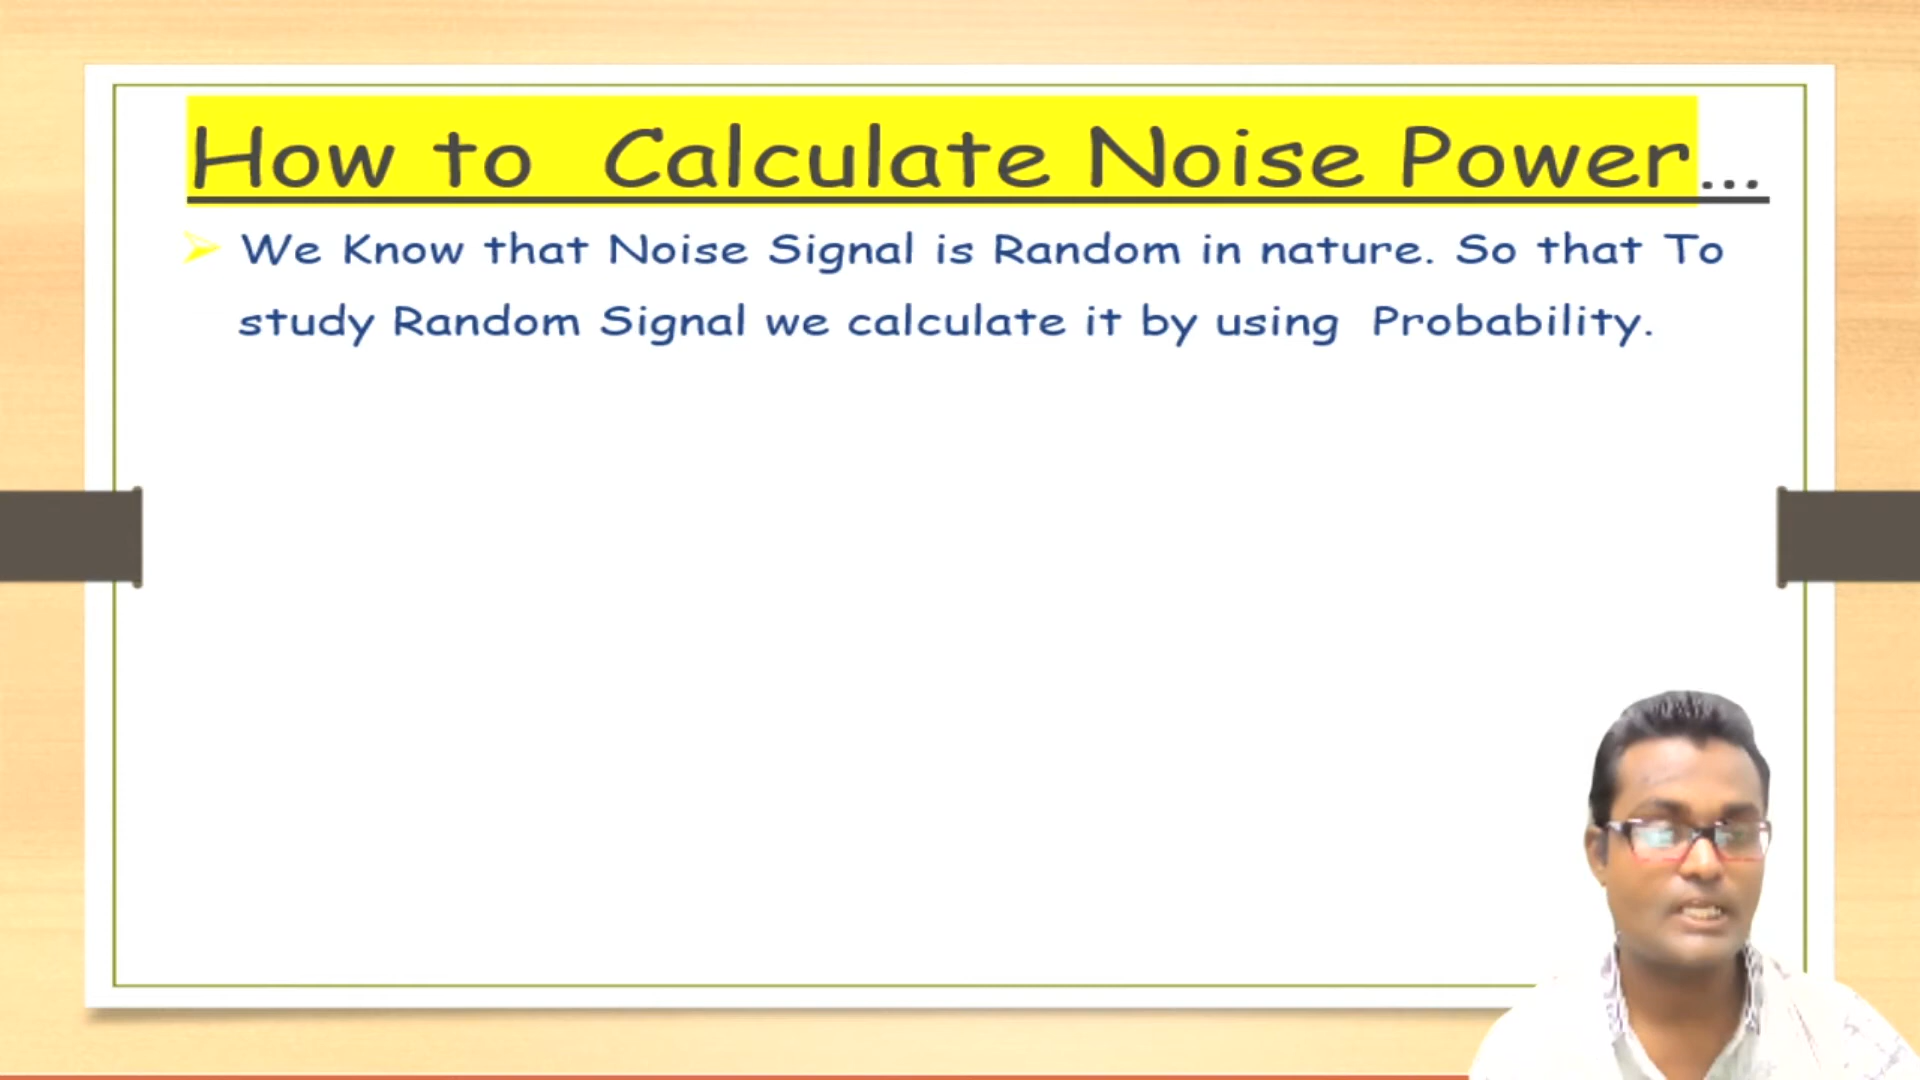 How to Calculate Noise Power...
We Know that Noise Signal is Random in nature. So that To
study Random Signal we calculate it by using Probability.